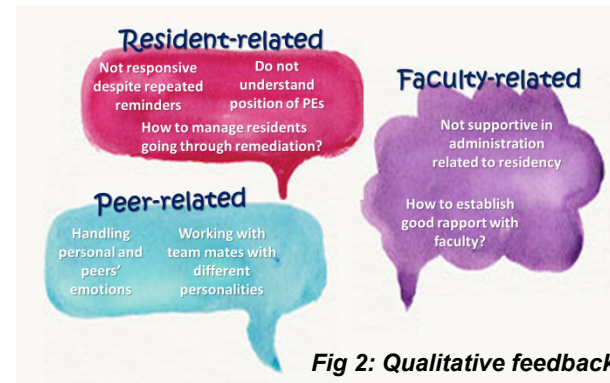 Resident-related
Not responsive
despite repeated
reminders
Do not
understand
position of PEs
How to manage residents
going through remediation?
Faculty-related
Not supportive in
administration
related to residency
How to establish
good rapport with
faculty?
Peer-related
Handling
personal and
peers'
emotions
Working with
team mates with
different
personalities
Fig 2: Qualitative feedback